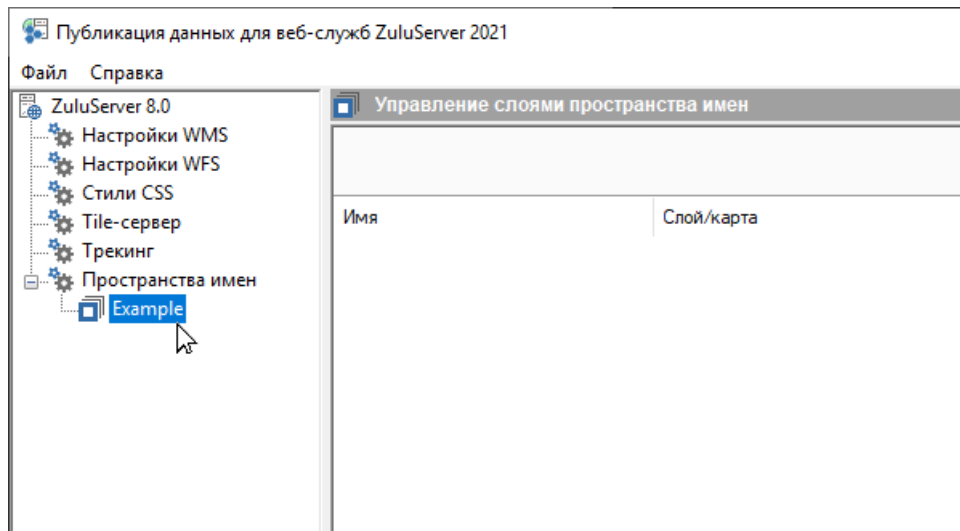 Публикация данных для веб-служб ZuluServer 2021
Файл Справка
ZuluServer 8.0
Настройки WMS
Настройки WFS
Стили CSS
Tile-сервер
Трекинг
Пространства имен
Example
Управление слоями пространства имен
Имя Слой/карта